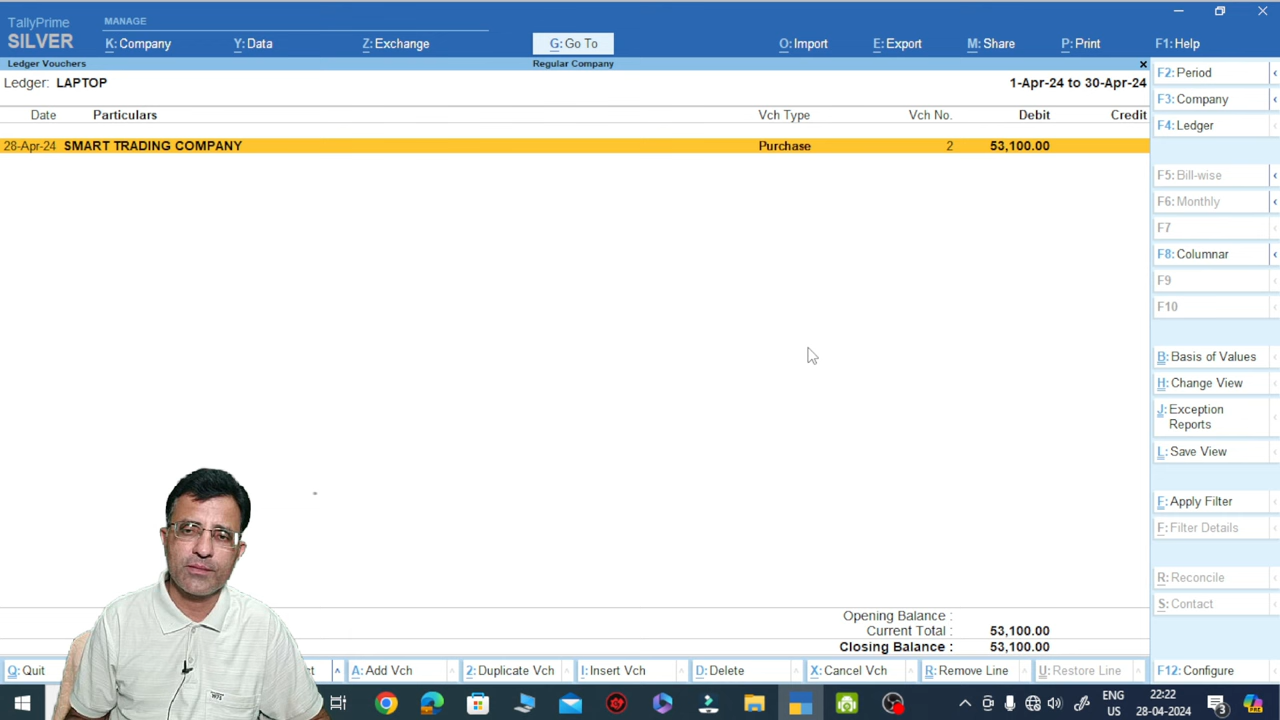 TallyPrime
MANAGE
SILVER
K: Company
Y: Data
Z: Exchange
G: Go To
O: Import
E: Export
M: Share
P: Print
F1: Help
Ledger Vouchers
Regular Company
Ledger: LAPTOP
1-Apr-24 to 30-Apr-24
Date Particulars Vch Type Vch No. Debit Credit
28-Apr-24 SMART TRADING COMPANY Purchase 2 53,100.00
Opening Balance :
Current Total : 53,100.00
Closing Balance : 53,100.00
F2: Period
F3: Company
F4: Ledger
F5: Bill-wise
F6: Monthly
F7
F8: Columnar
F9
F10
B: Basis of Values
H: Change View
J: Exception
Reports
L: Save View
F: Apply Filter
F: Filter Details
R: Reconcile
S: Contact
F12: Configure
Q: Quit
A: Add Vch
2: Duplicate Vch
I: Insert Vch
D: Delete
X: Cancel Vch
R: Remove Line
U: Restore Line
ENG
US
22:22
28-04-2024
3
PRE